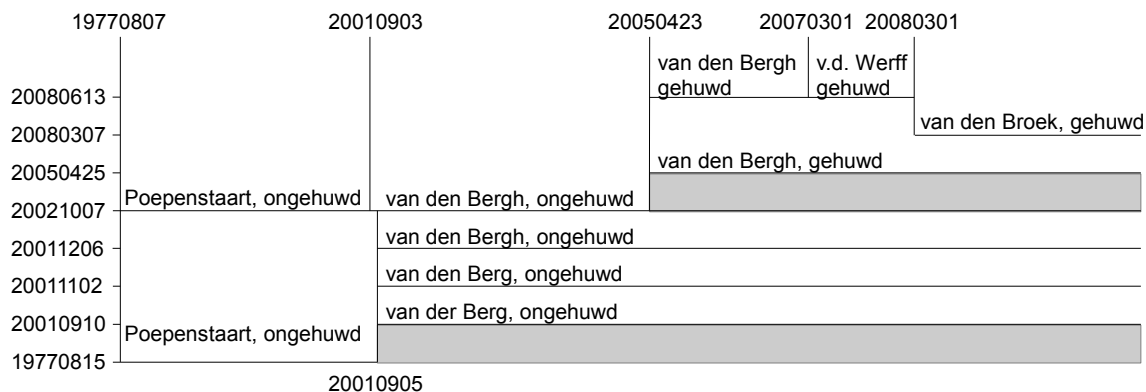 19770807 20010903 20050423 20070301 20080301
van den Bergh v.d. Werff
20080613 gehuwd gehuwd
20080307 van den Broek, gehuwd
van den Bergh, gehuwd
20050425
Poepenstaart, ongehuwd van den Bergh, ongehuwd
20021007
van den Bergh, ongehuwd
20011206
van den Berg, ongehuwd
20011102
van der Berg, ongehuwd
20010910
Poepenstaart, ongehuwd
19770815
20010905